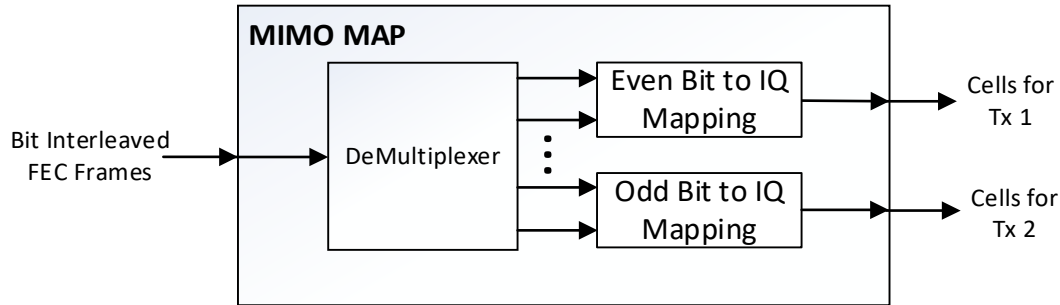 MIMO MAP
Bit Interleaved
FEC Frames
DeMultiplexer
Even Bit to IQ
Mapping
Odd Bit to IQ
Mapping
Cells for
Tx 1
Cells for
Tx 2